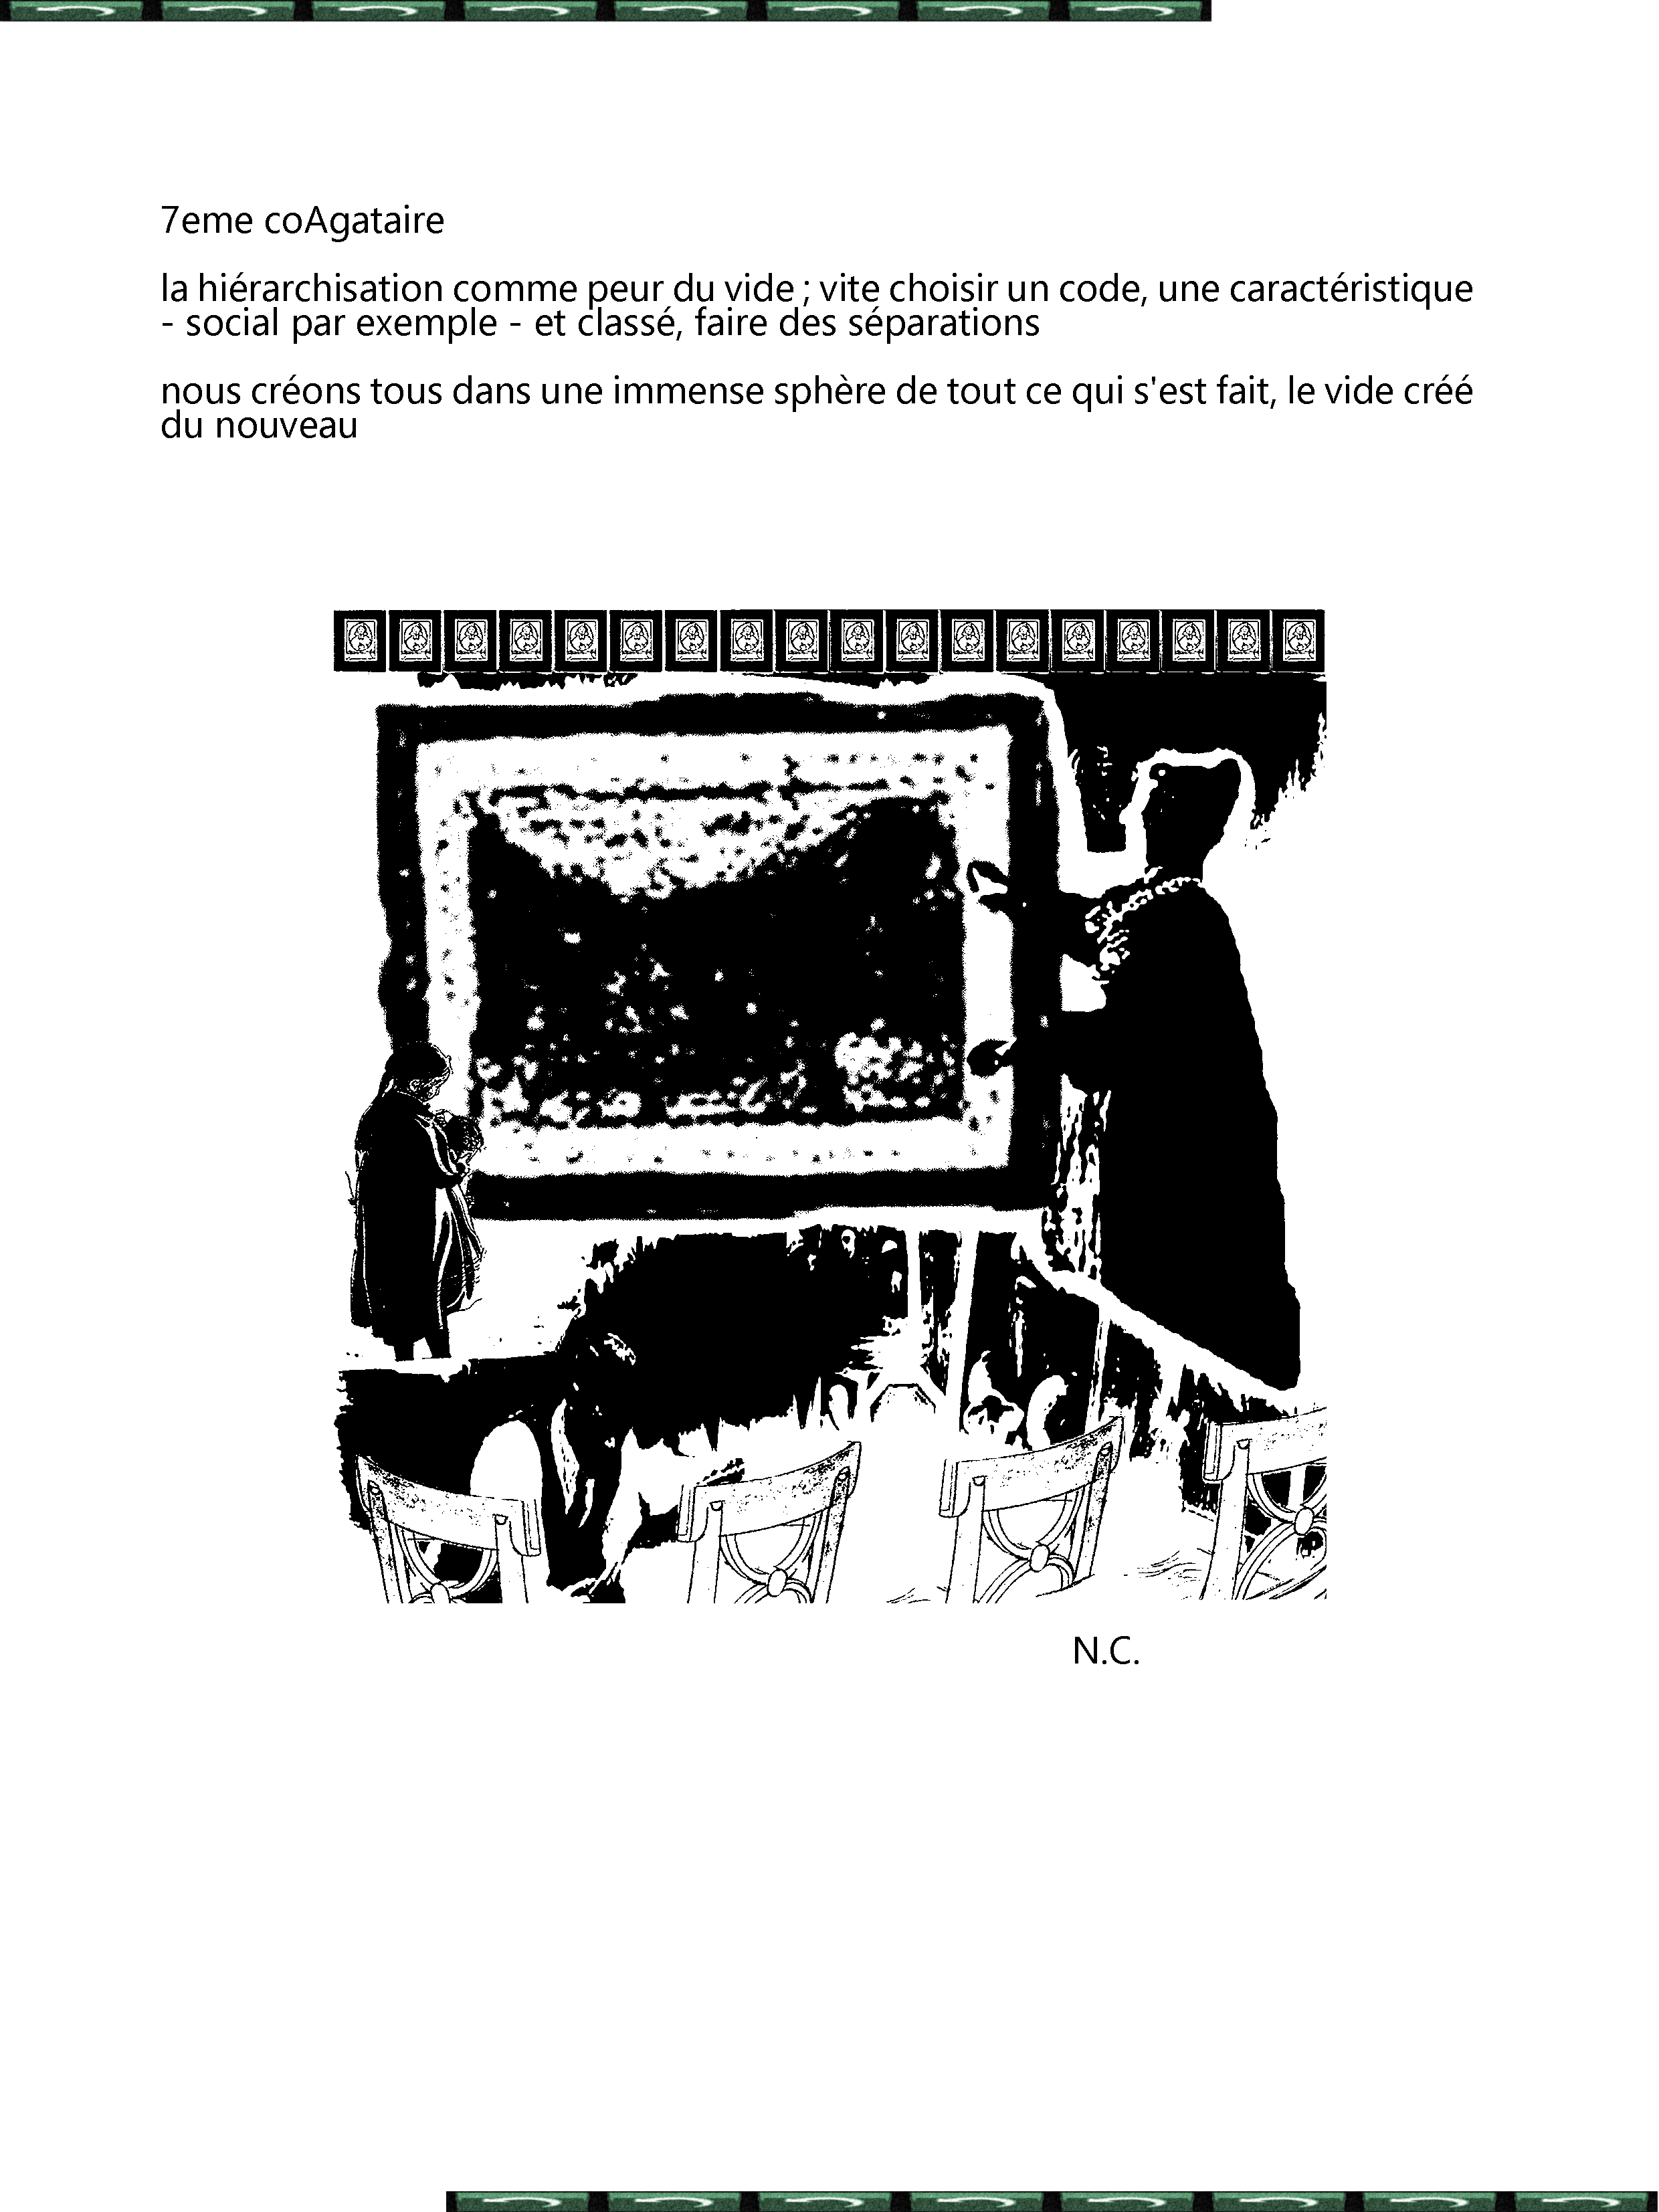 7eme coAgataire
la hiérarchisation comme peur du vide ; vite choisir un code, une caractéristique
- social par exemple - et classé, faire des séparations
nous créons tous dans une immense sphère de tout ce qui s'est fait, le vide créé
du nouveau
N.C.